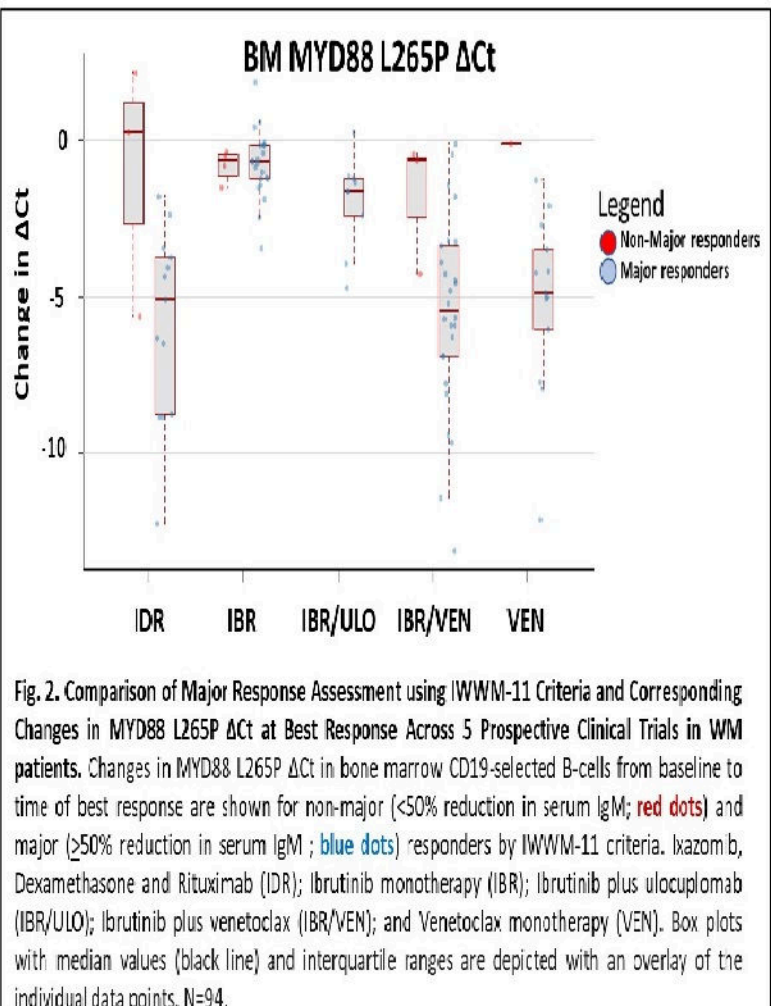 BM MYD88 L265P ΔCt
0
-5
-10
Change in ΔCt
Legend
Non-Major responders
Major responders
IDR IBR IBR/ULO IBR/VEN VEN
Fig. 2. Comparison of Major Response Assessment using IWWM-11 Criteria and Corresponding
Changes in MYD88 L265P ΔCt at Best Response Across 5 Prospective Clinical Trials in WM
patients. Changes in MYD88 L265P ΔCt in bone marrow CD19-selected B-cells from baseline to
time of best response are shown for non-major (<50% reduction in serum IgM; red dots) and
major (≥50% reduction in serum IgM ; blue dots) responders by IWWM-11 criteria. Ixazomib,
Dexamethasone and Rituximab (IDR); Ibrutinib monotherapy (IBR); Ibrutinib plus ulocuplomab
(IBR/ULO); Ibrutinib plus venetoclax (IBR/VEN); and Venetoclax monotherapy (VEN). Box plots
with median values (black line) and interquartile ranges are depicted with an overlay of the
individual data points. N=94.